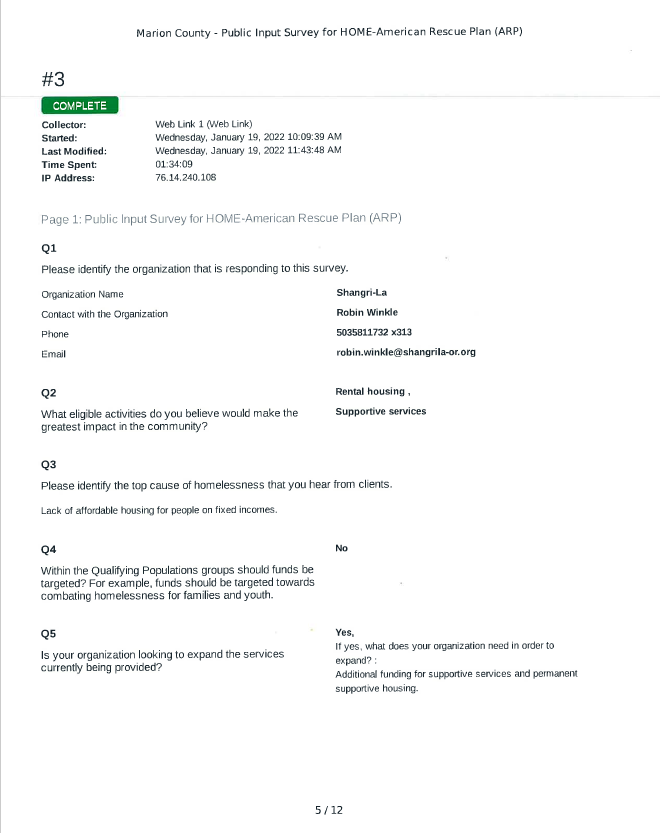 Marion County - Public Input Survey for HOME-American Rescue Plan (ARP)
#3
COMPLETE
Collector: Web Link 1 (Web Link)
Started: Wednesday, January 19, 2022 10:09:39 AM
Last Modified: Wednesday, January 19, 2022 11:43:48 AM
Time Spent: 01:34:09
IP Address: 76.14.240.108
Page 1: Public Input Survey for HOME-American Rescue Plan (ARP)
Q1
Please identify the organization that is responding to this survey.
Organization Name Shangri-La
Contact with the Organization Robin Winkle
Phone 5035811732 x313
Email robin.winkle@shangrila-or.org
Q2
What eligible activities do you believe would make the
greatest impact in the community?
Rental housing ,
Supportive services
Q3
Please identify the top cause of homelessness that you hear from clients.
Lack of affordable housing for people on fixed incomes.
Q4
Within the Qualifying Populations groups should funds be
targeted? For example, funds should be targeted towards
combating homelessness for families and youth.
No
Q5
Is your organization looking to expand the services
currently being provided?
Yes,
If yes, what does your organization need in order to
expand? :
Additional funding for supportive services and permanent
supportive housing.
5 / 12